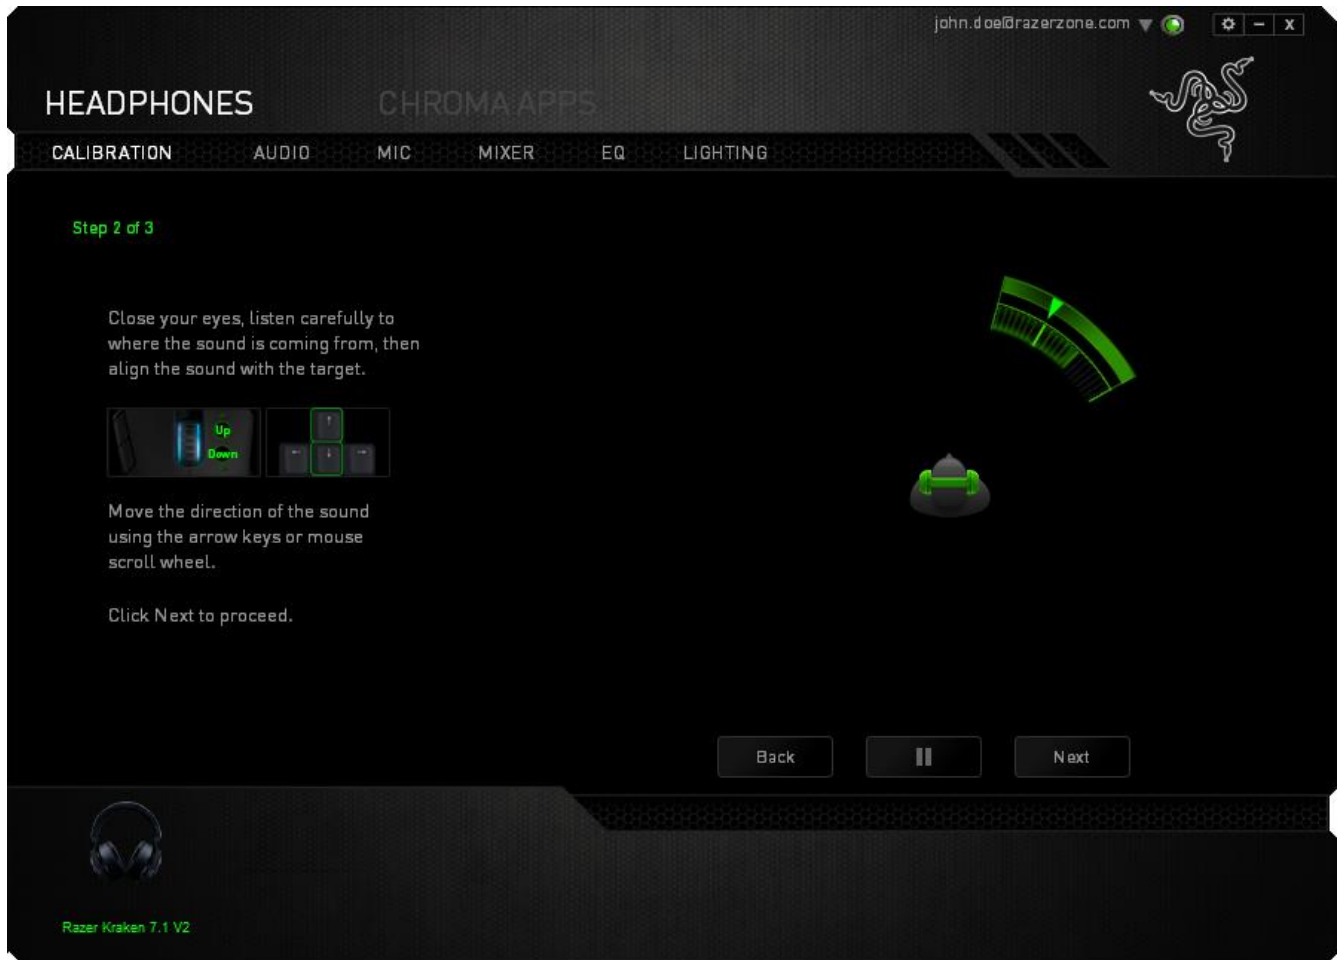 john.doe@razerzone.com
X
HEADPHONES
CHROMA APPS
CALIBRATION AUDIO MIC MIXER EQ LIGHTING
Step 2 of 3
Close your eyes, listen carefully to
where the sound is coming from, then
align the sound with the target.
Up
Down
Move the direction of the sound
using the arrow keys or mouse
scroll wheel.
Click Next to proceed.
Back
Next
Razer Kraken 7.1 V2